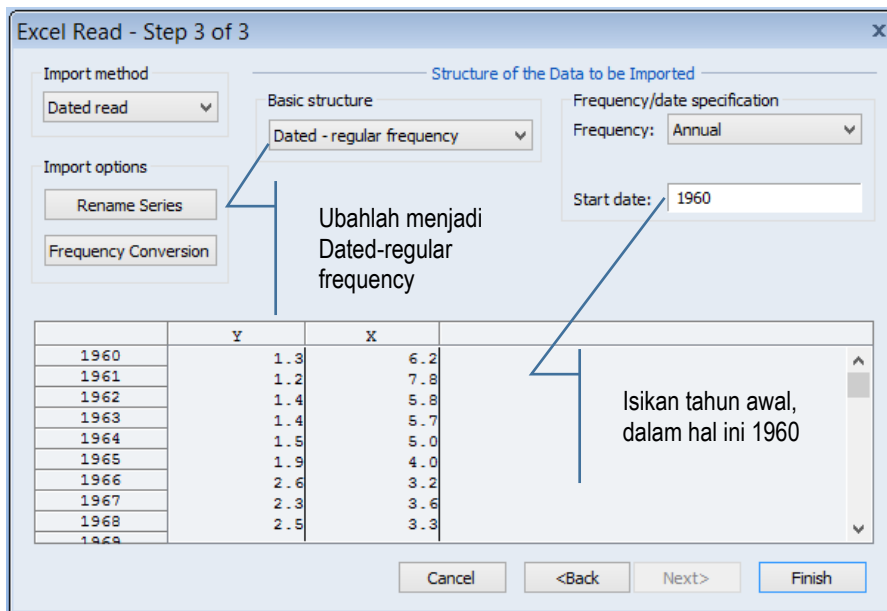 Excel Read - Step 3 of 3
x
Import method
Dated read
Structure of the Data to be Imported
Basic structure
Dated - regular frequency
Frequency/date specification
Frequency: Annual
Start date: 1960
Import options
Rename Series
Frequency Conversion
Ubahlah menjadi
Dated-regular
frequency
Y X
1960 1.3 6.2
1961 1.2 7.8
1962 1.4 5.8
1963 1.4 5.7
1964 1.5 5.0
1965 1.9 4.0
1966 2.6 3.2
1967 2.3 3.6
1968 2.5 3.3
1969
Isikan tahun awal,
dalam hal ini 1960
Cancel <Back Next> Finish